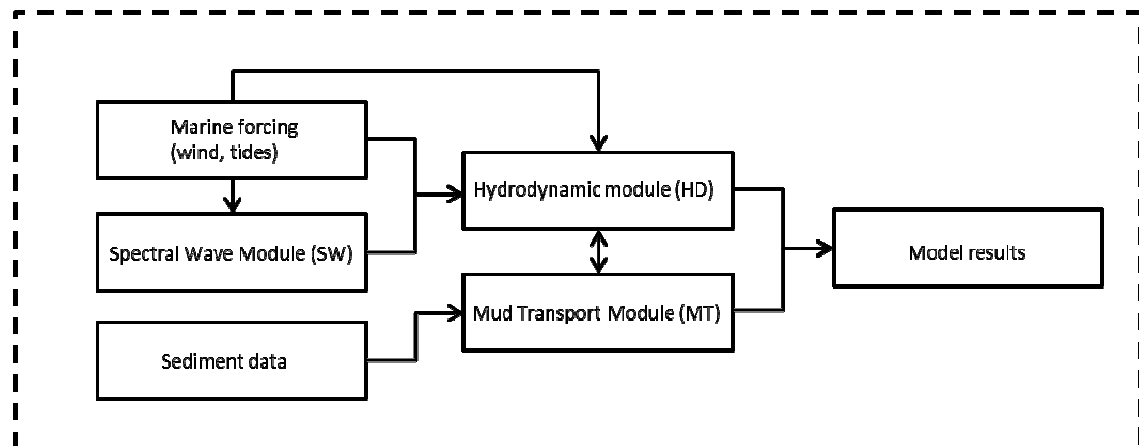 Marine forcing
(wind, tides)
Spectral Wave Module (SW)
Sediment data
Hydrodynamic module (HD)
Mud Transport Module (MT)
Model results